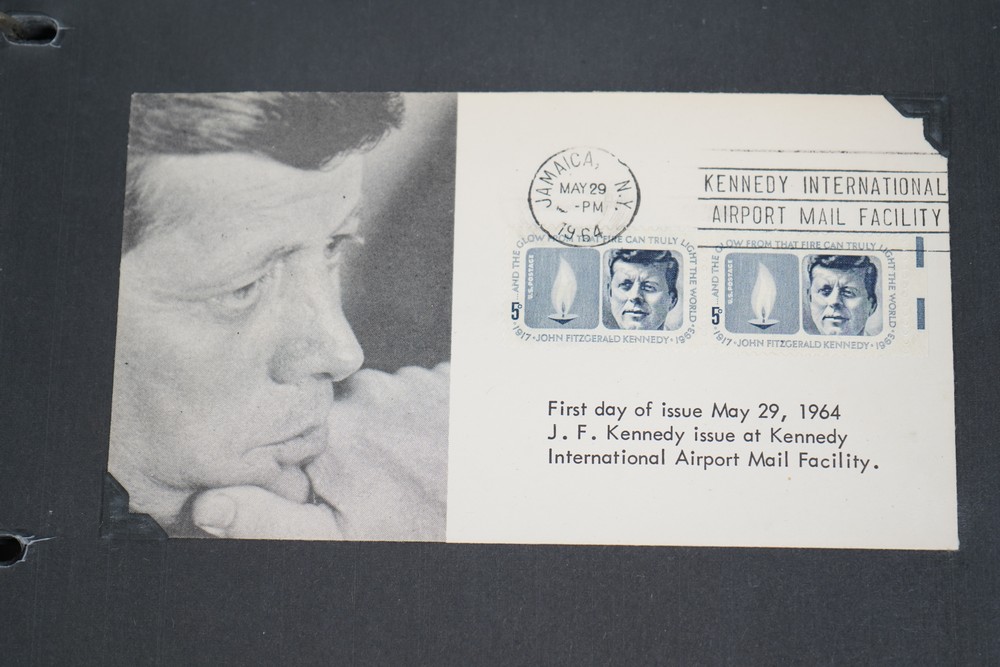 JAMAICA, N.Y.
MAY 29
-PM
1964
KENNEDY INTERNATIONAL
AIRPORT MAIL FACILITY
AND THE GLOW FROM THAT FIRE CAN TRULY LIGHT THE WORLD
U.S. POSTAGE
5¢
1917 · JOHN FITZGERALD KENNEDY · 1963
AND THE GLOW FROM THAT FIRE CAN TRULY LIGHT THE WORLD
U.S. POSTAGE
5¢
1917 · JOHN FITZGERALD KENNEDY · 1963
First day of issue May 29, 1964
J. F. Kennedy issue at Kennedy
International Airport Mail Facility.